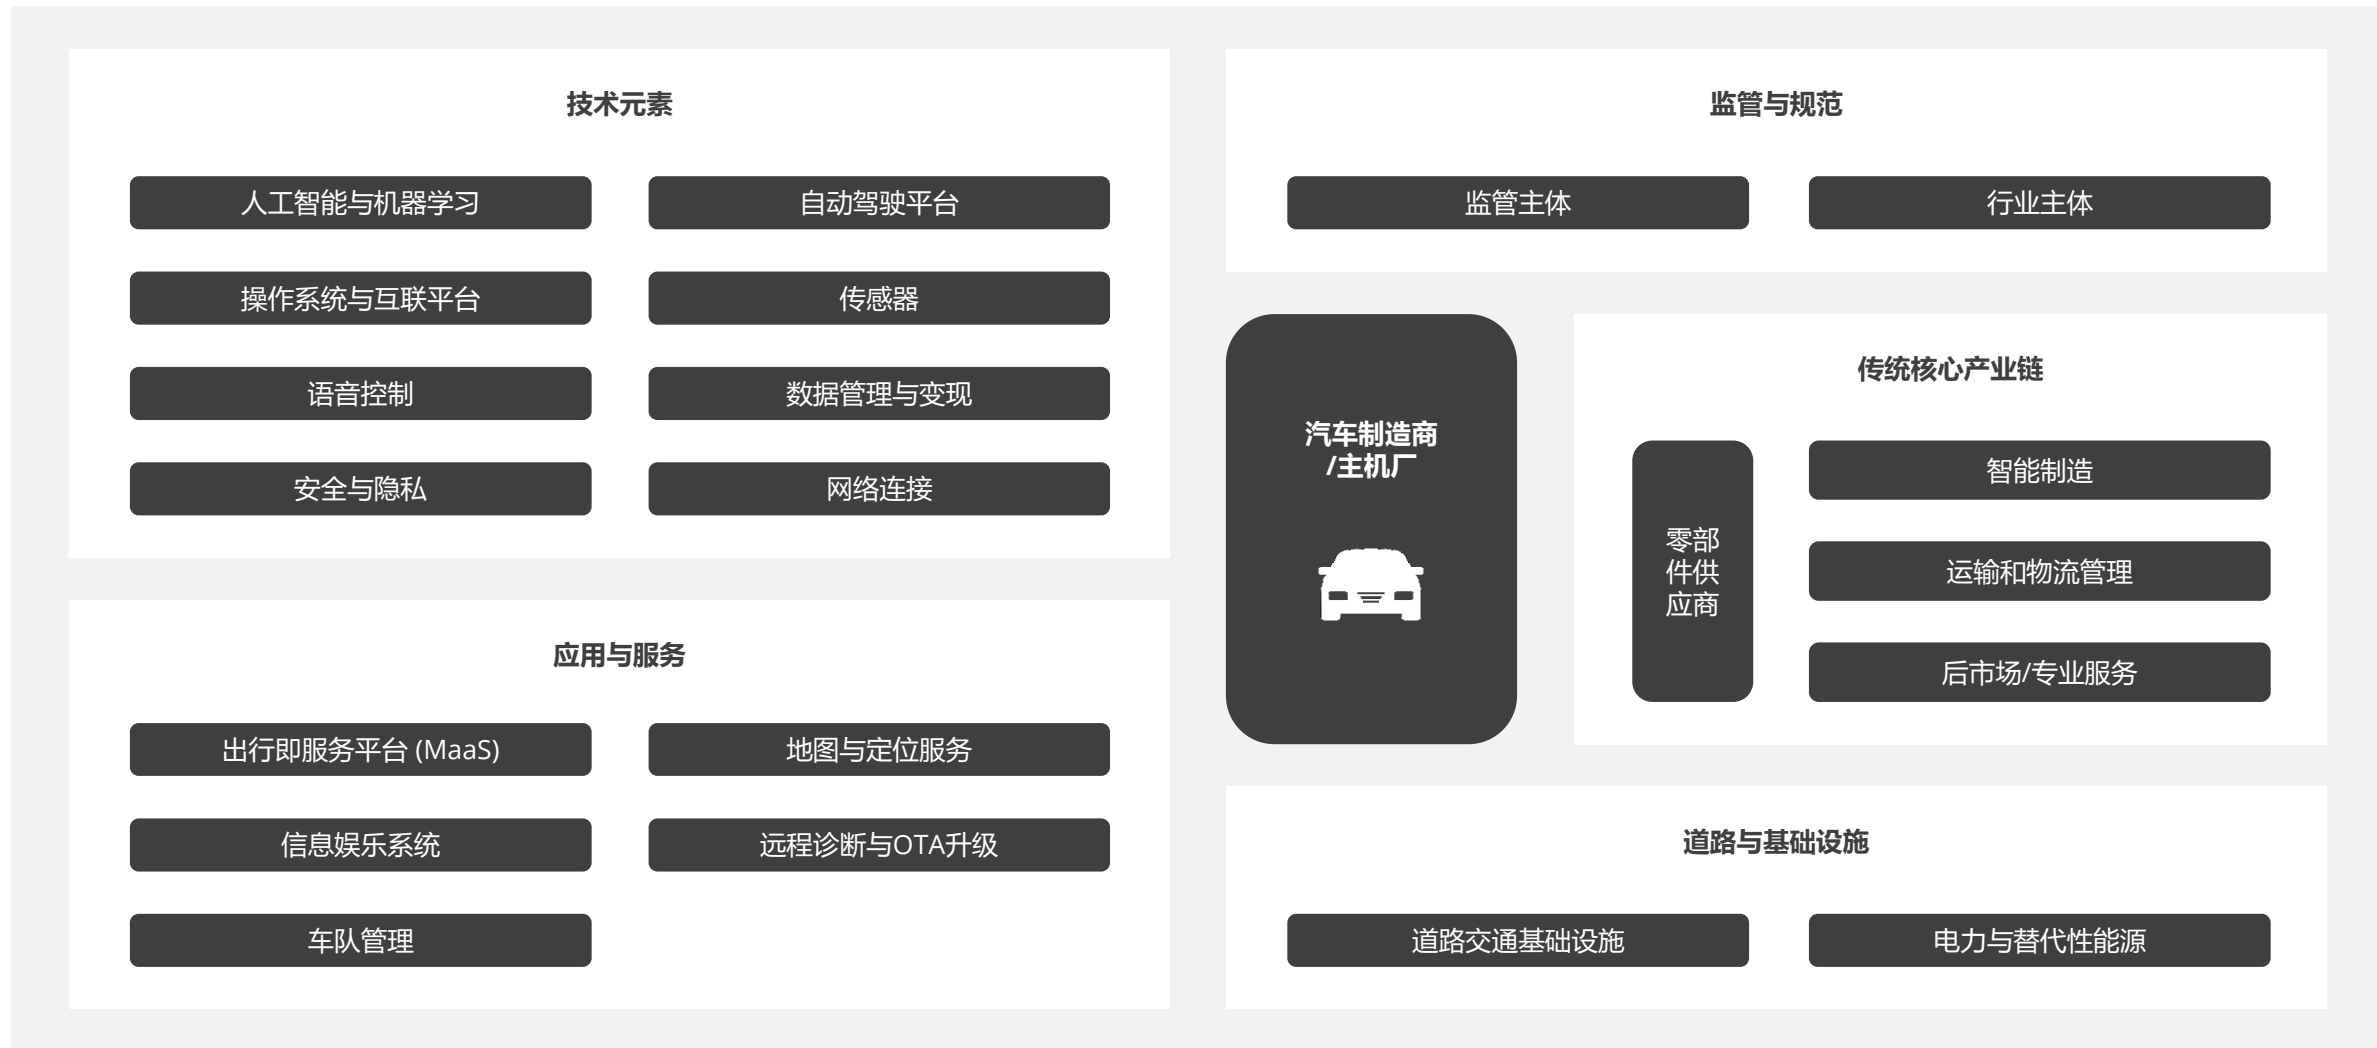 技术元素
人工智能与机器学习
自动驾驶平台
操作系统与互联平台
传感器
语音控制
数据管理与变现
安全与隐私
网络连接
应用与服务
出行即服务平台 (MaaS)
地图与定位服务
信息娱乐系统
远程诊断与OTA升级
车队管理
监管与规范
监管主体
行业主体
汽车制造商
/主机厂
传统核心产业链
零部
件供
应商
智能制造
运输和物流管理
后市场/专业服务
道路与基础设施
道路交通基础设施
电力与替代性能源